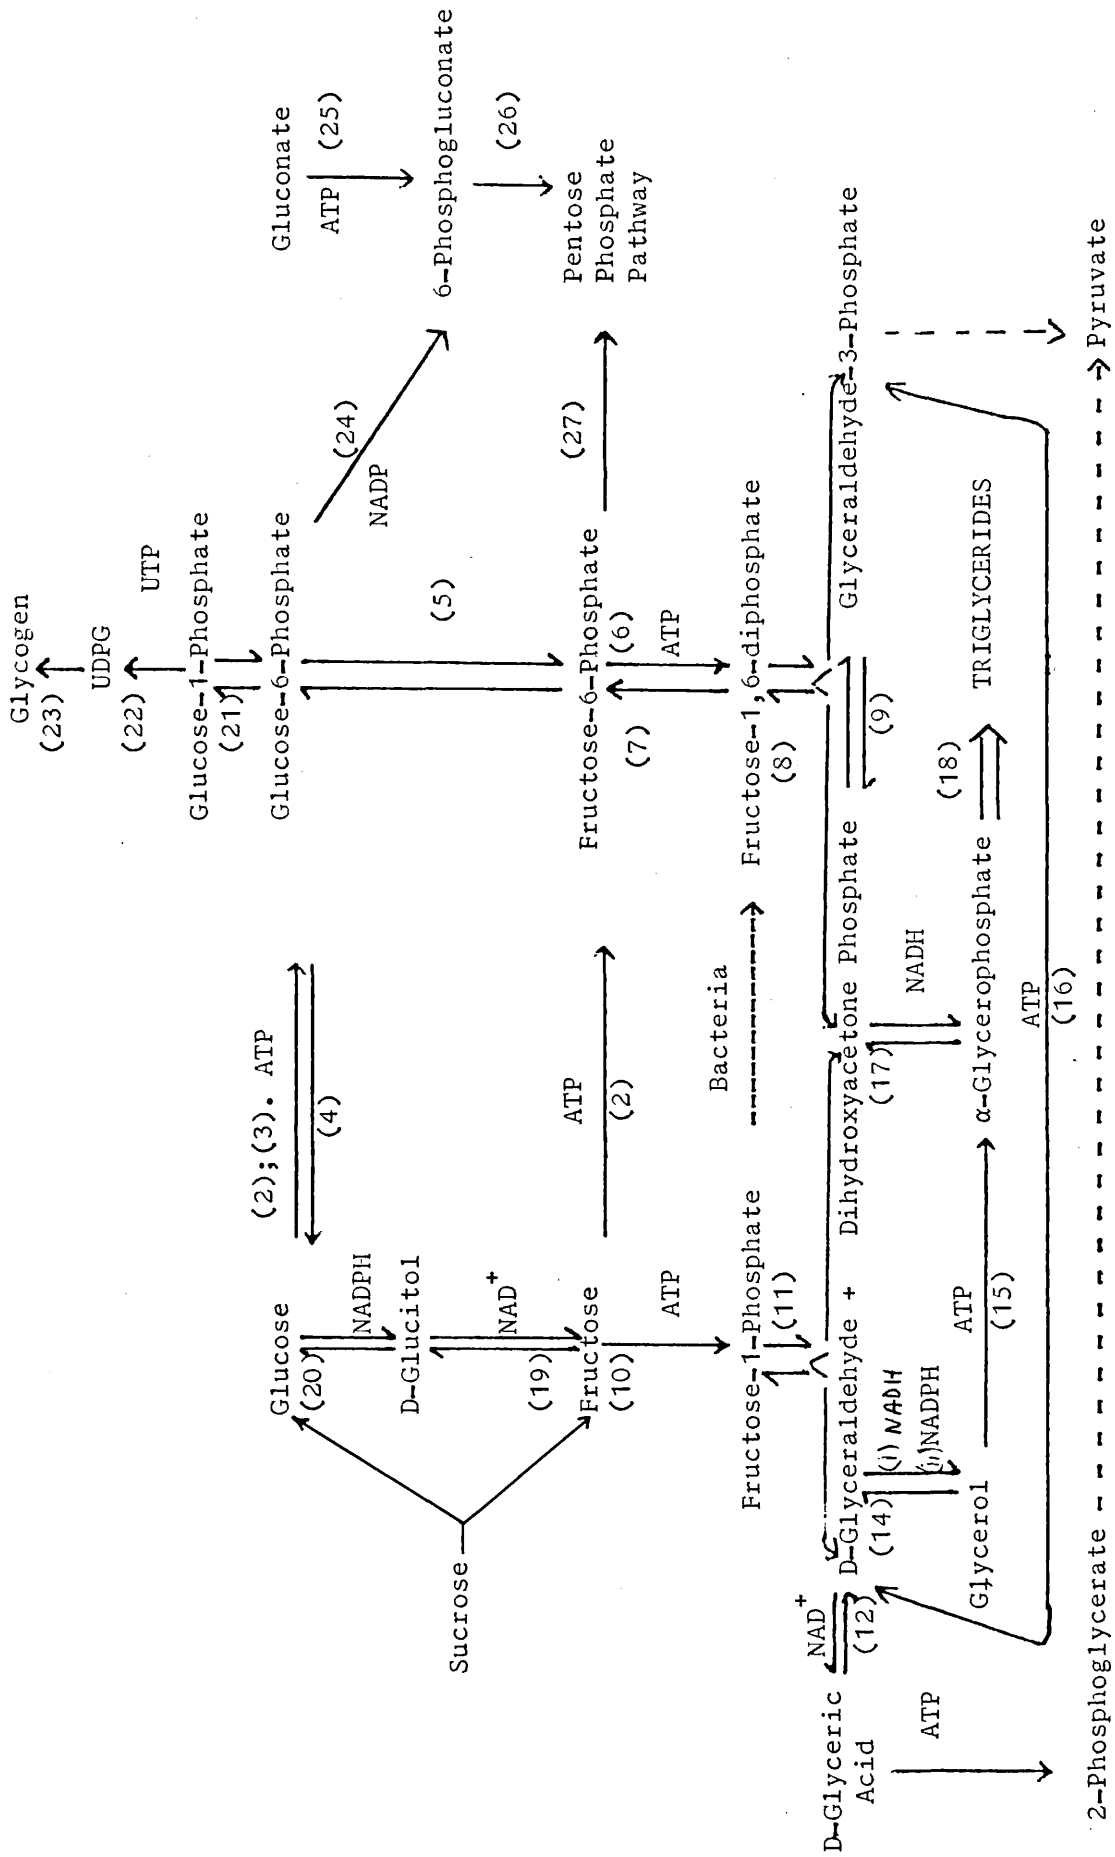 Glycogen
(23)
UDPG
(22)
UTP
Glucose-1-Phosphate
(21)
Glucose
(20)
(2);(3). ATP
(4)
Glucose-6-Phosphate
Gluconate
ATP
(25)
NADPH
D-Glucitol
(24)
NADP
6-Phosphogluconate
Sucrose
NAD+
(19)
(5)
(26)
Fructose
(10)
ATP
(2)
Fructose-6-Phosphate
(27)
Pentose
Phosphate
Pathway
ATP
(7)
(6)
ATP
Fructose-1-Phosphate
Bacteria
Fructose-1,6-diphosphate
(11)
(8)
D-Glyceric
Acid
NAD+
(12)
D-Glyceraldehyde + Dihydroxyacetone Phosphate
Glyceraldehyde-3-Phosphate
(14)
(i) NADH
(ii) NADPH
(17)
NADH
(9)
ATP
Glycerol
ATP
(15)
α-Glycerophosphate
(18)
TRIGLYCERIDES
ATP
(16)
2-Phosphoglycerate
Pyruvate